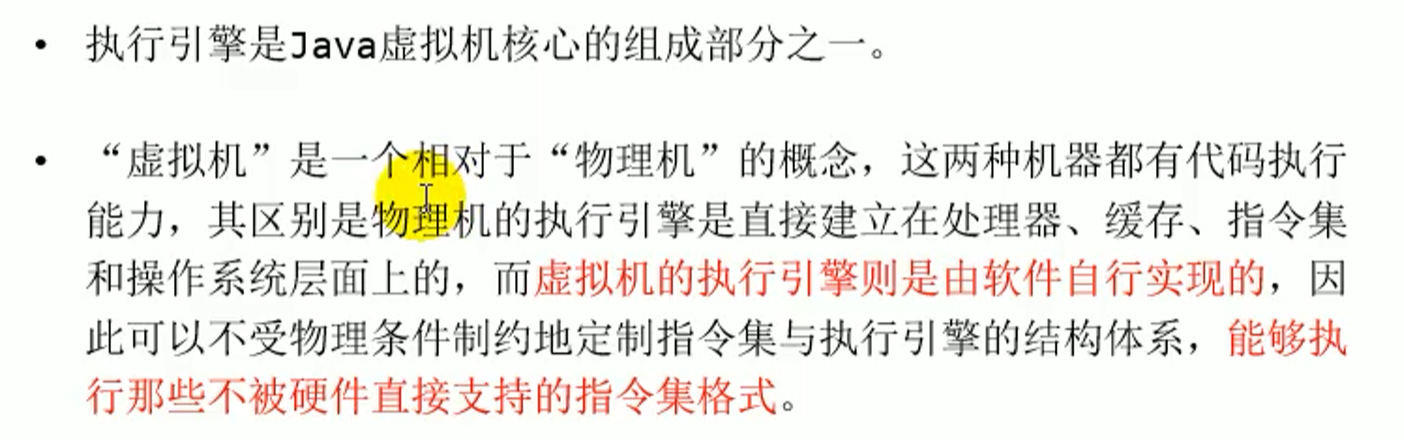 • 执行引擎是Java虚拟机核心的组成部分之一。
• “虚拟机”是一个相对于“物理机”的概念，这两种机器都有代码执行
能力，其区别是物理机的执行引擎是直接建立在处理器、缓存、指令集
和操作系统层面上的，而虚拟机的执行引擎则是由软件自行实现的，因
此可以不受物理条件制约地定制指令集与执行引擎的结构体系，能够执
行那些不被硬件直接支持的指令集格式。